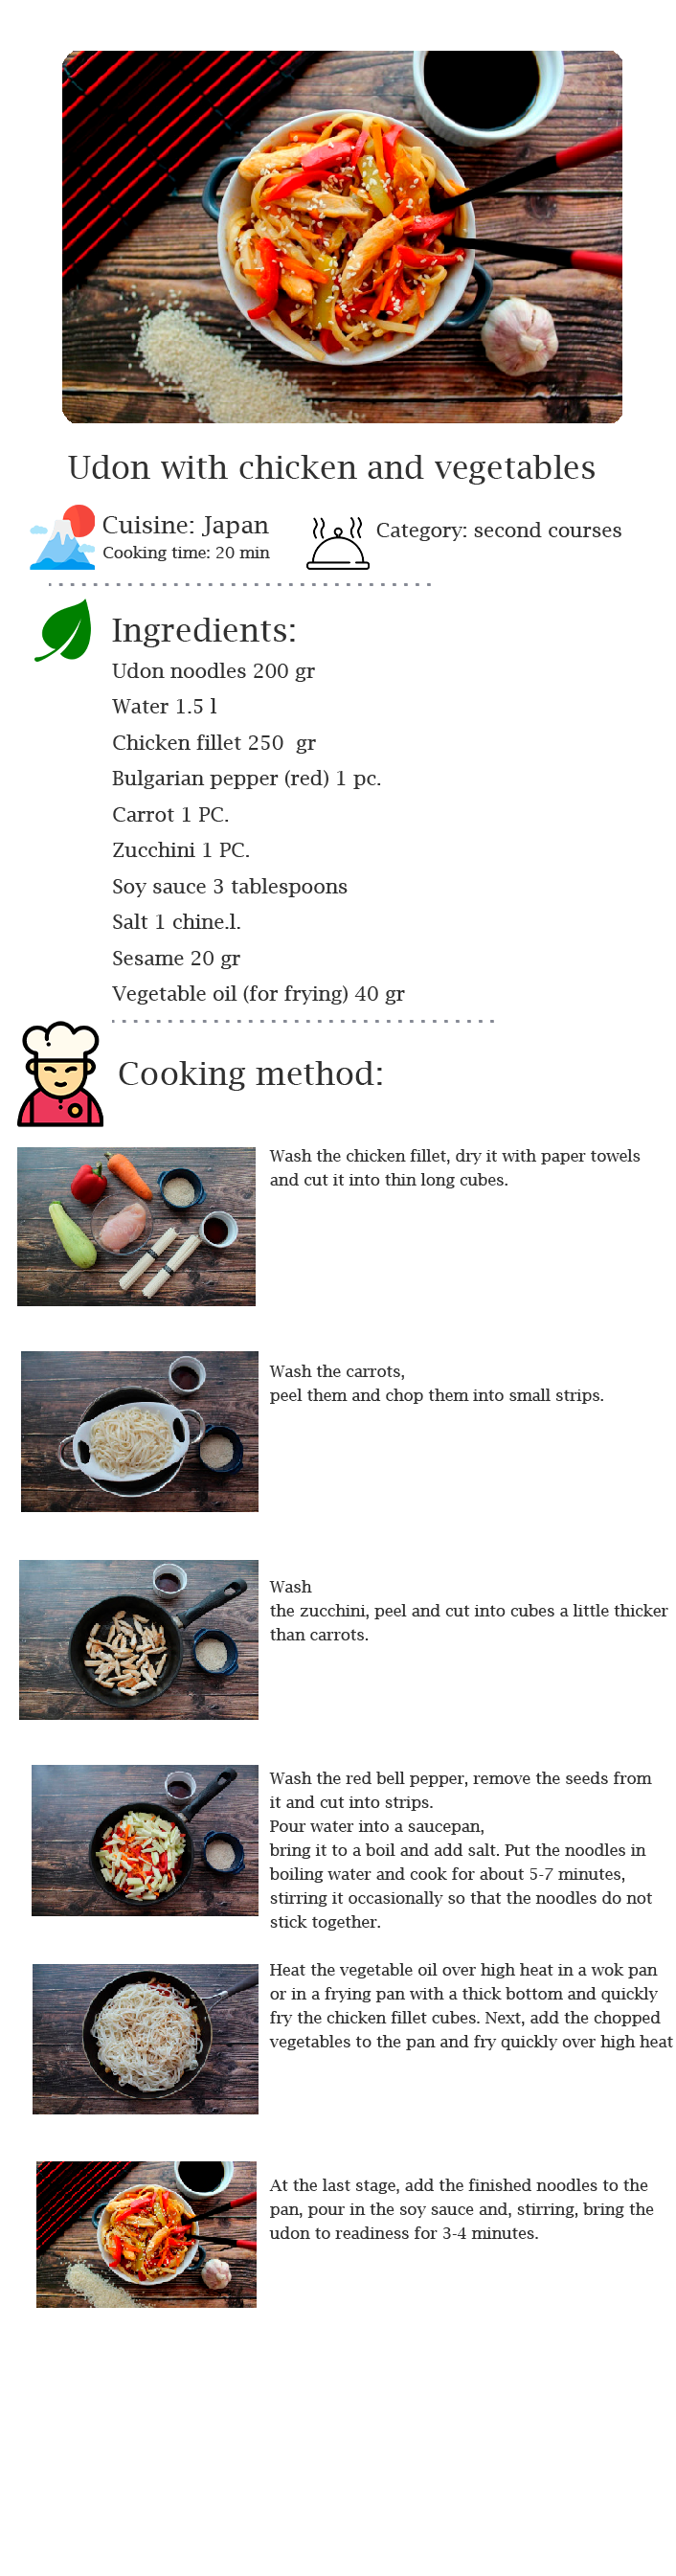 Udon with chicken and vegetables
Cuisine: Japan
Cooking time: 20 min
Category: second courses
Ingredients:
Udon noodles 200 gr
Water 1.5 l
Chicken fillet 250  gr
Bulgarian pepper (red) 1 pc.
Carrot 1 PC.
Zucchini 1 PC.
Soy sauce 3 tablespoons
Salt 1 chine.l.
Sesame 20 gr
Vegetable oil (for frying) 40 gr
Cooking method:
Wash the chicken fillet, dry it with paper towels
and cut it into thin long cubes.
Wash the carrots,
peel them and chop them into small strips.
Wash
the zucchini, peel and cut into cubes a little thicker
than carrots.
Wash the red bell pepper, remove the seeds from
it and cut into strips.
Pour water into a saucepan,
bring it to a boil and add salt. Put the noodles in
boiling water and cook for about 5-7 minutes,
stirring it occasionally so that the noodles do not
stick together.
Heat the vegetable oil over high heat in a wok pan
or in a frying pan with a thick bottom and quickly
fry the chicken fillet cubes. Next, add the chopped
vegetables to the pan and fry quickly over high heat
At the last stage, add the finished noodles to the
pan, pour in the soy sauce and, stirring, bring the
udon to readiness for 3-4 minutes.